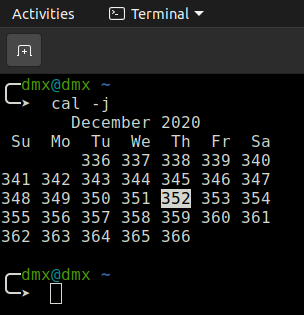 Activities Terminal
dmx@dmx ~
cal -j
December 2020
Su Mo Tu We Th Fr Sa
336 337 338 339 340
341 342 343 344 345 346 347
348 349 350 351 352 353 354
355 356 357 358 359 360 361
362 363 364 365 366
dmx@dmx ~